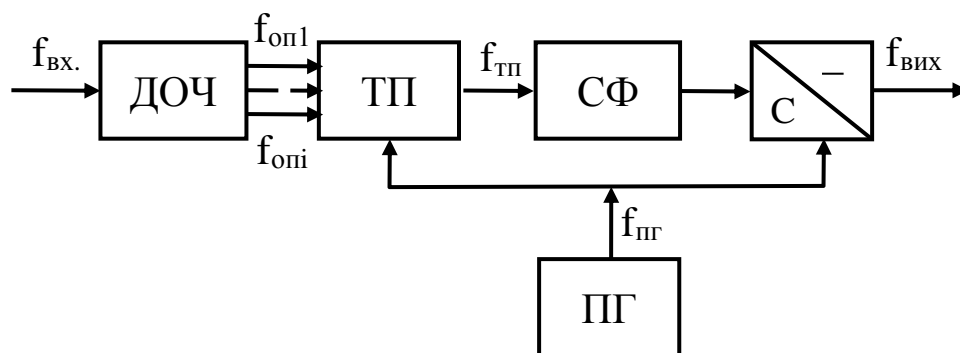 fвх.
ДОЧ
fоп1
fопі
ТП
fтп
СФ
С
–
fвих
fпг
ПГ